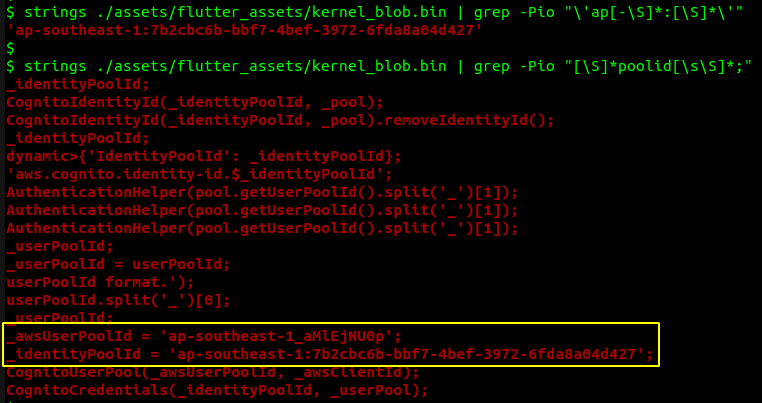 $ strings ./assets/flutter_assets/kernel_blob.bin | grep -Pio "\'ap[-\S]*:[\S]*\'"
'ap-southeast-1:7b2cbc6b-bbf7-4bef-3972-6fda8a04d427'
$
$ strings ./assets/flutter_assets/kernel_blob.bin | grep -Pio "[\S]*poolid[\s\S]*;"
_identityPoolId;
CognitoIdentityId(_identityPoolId, _pool);
CognitoIdentityId(_identityPoolId, _pool).removeIdentityId();
_identityPoolId;
dynamic>{'IdentityPoolId': _identityPoolId};
'aws.cognito.identity-id.$_identityPoolId';
AuthenticationHelper(pool.getUserPoolId().split('_')[1]);
AuthenticationHelper(pool.getUserPoolId().split('_')[1]);
AuthenticationHelper(pool.getUserPoolId().split('_')[1]);
_userPoolId;
_userPoolId = userPoolId;
userPoolId format.');
userPoolId.split('_')[0];
_userPoolId;
_awsUserPoolId = 'ap-southeast-1_aMlEjNU0p';
_identityPoolId = 'ap-southeast-1:7b2cbc6b-bbf7-4bef-3972-6fda8a04d427';
CognitoUserPool(_awsUserPoolId, _awsClientId);
CognitoCredentials(_identityPoolId, _userPool);